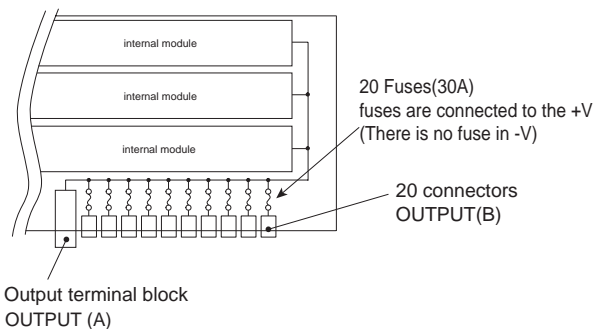 internal module
internal module
internal module
20 Fuses(30A)
fuses are connected to the +V
(There is no fuse in -V)
20 connectors
OUTPUT(B)
Output terminal block
OUTPUT (A)